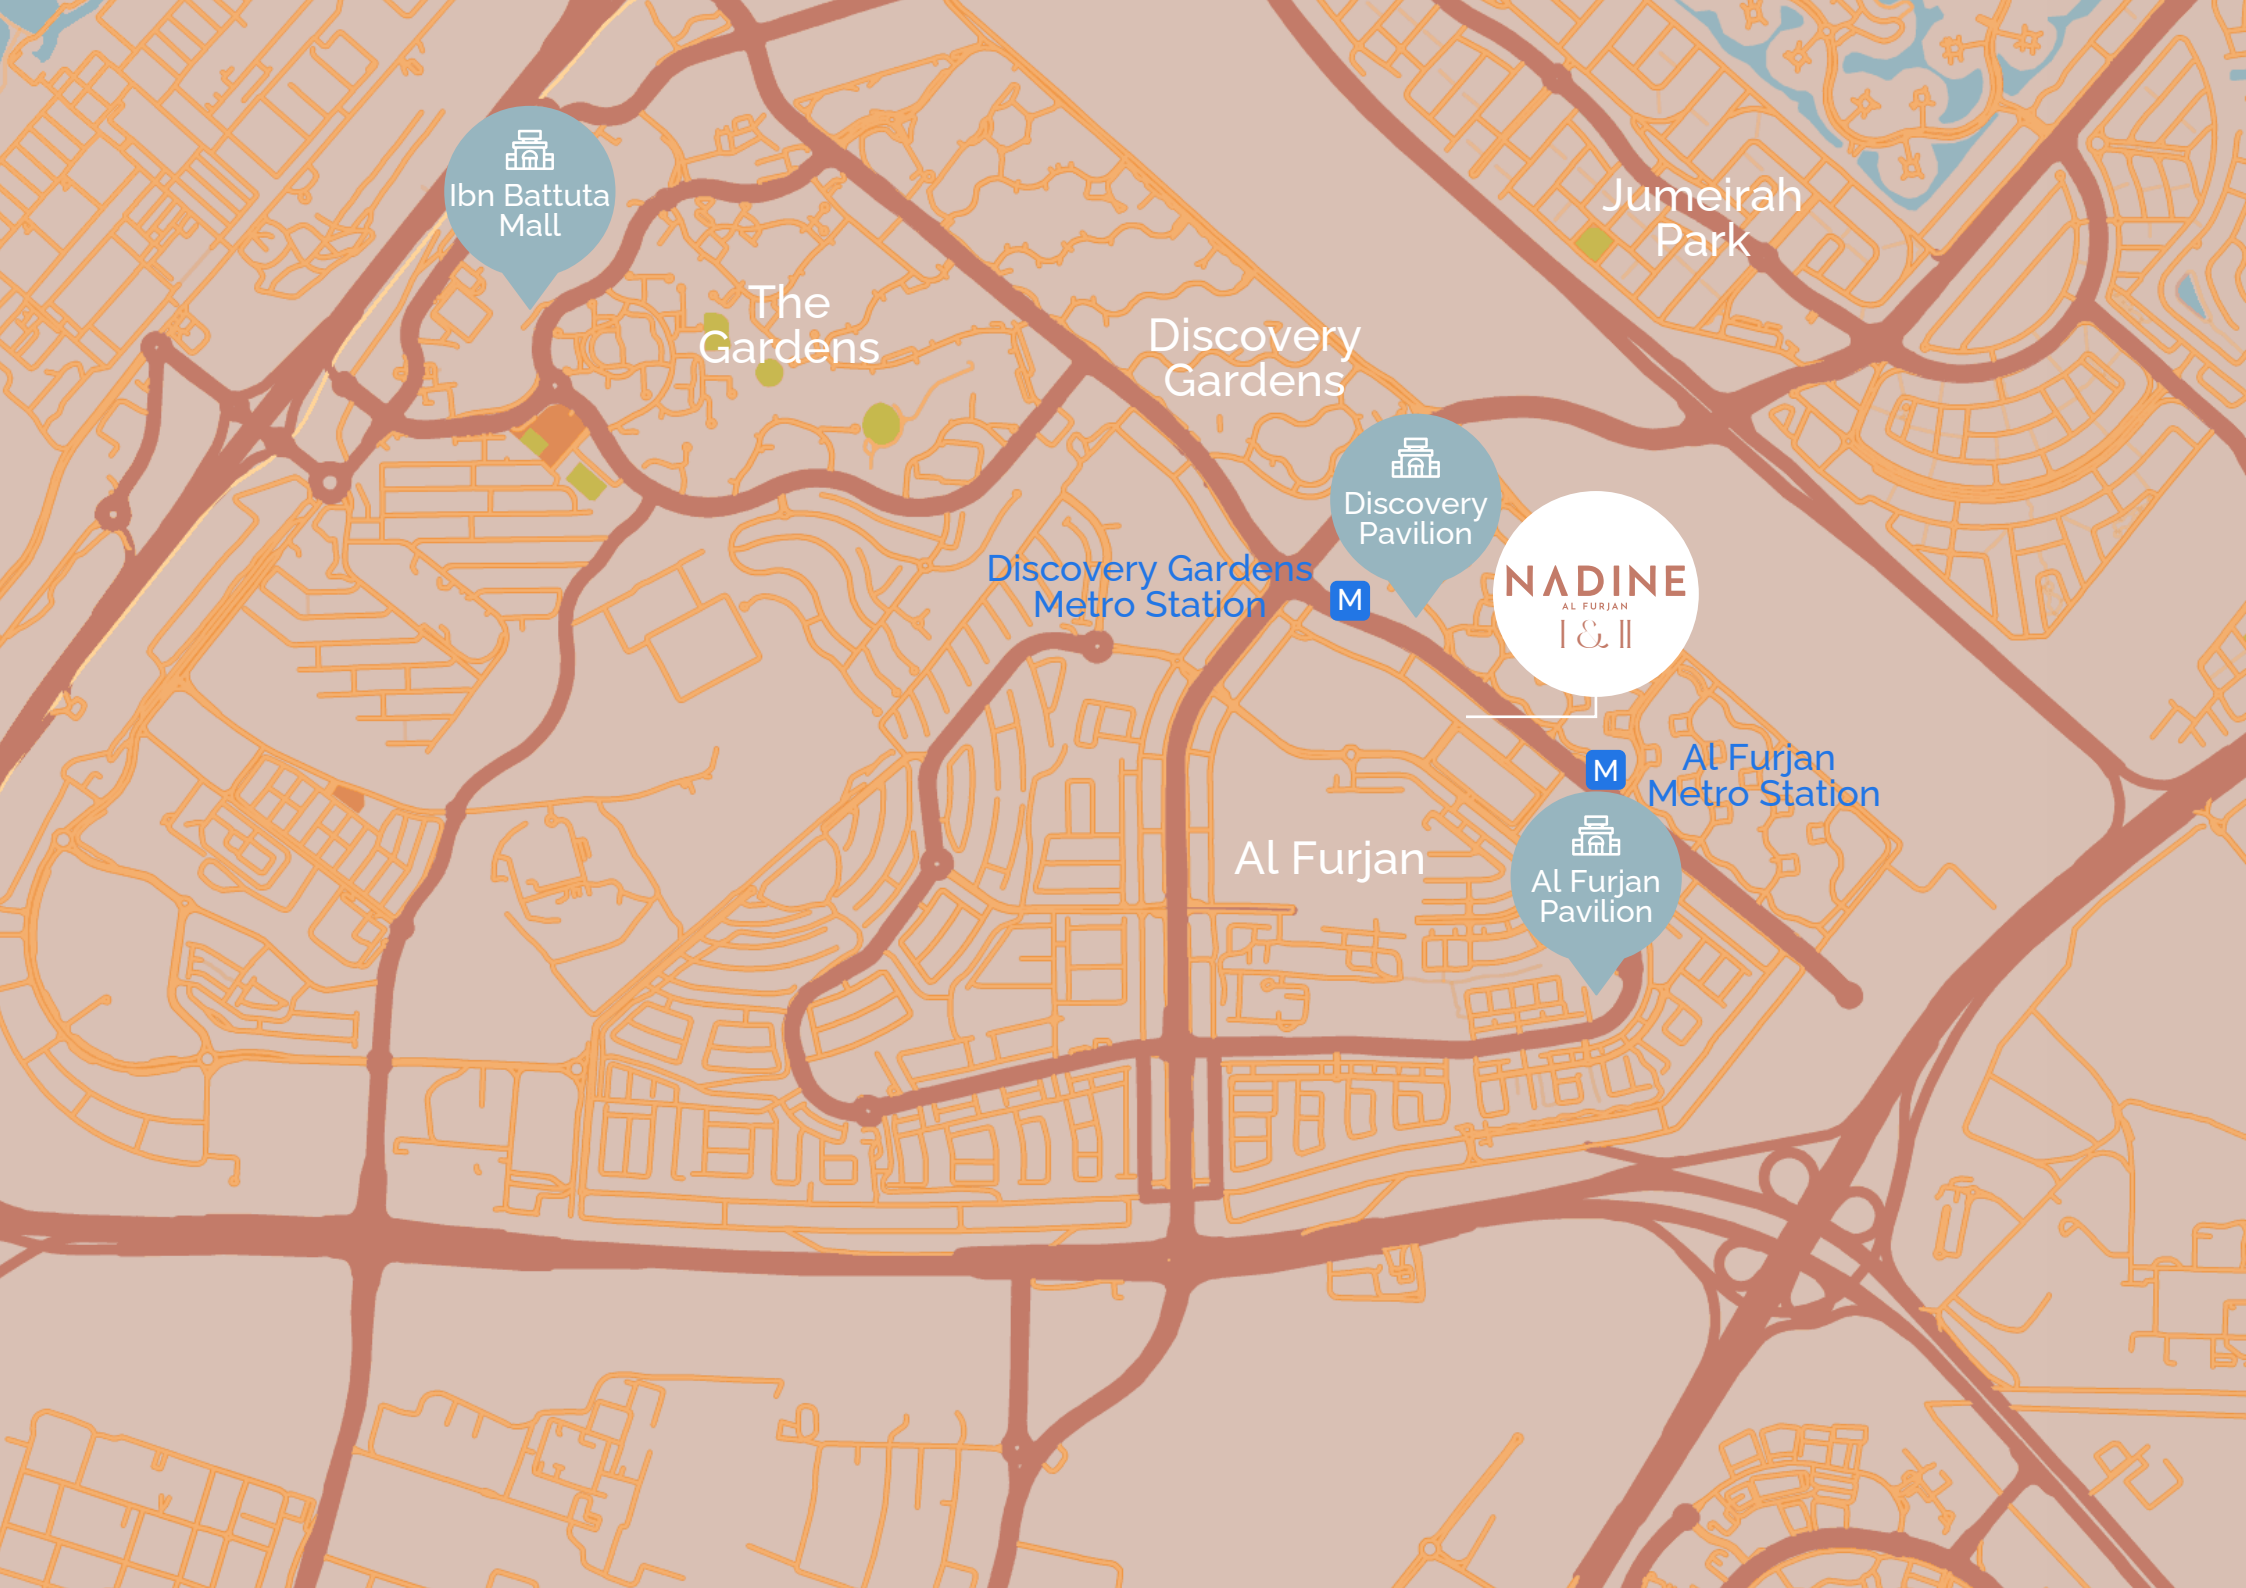 Jumeirah
Park
Ibn Battuta
Mall
The
Gardens
Discovery
Gardens
Discovery
Pavilion
Discovery Gardens
Metro Station
M
NADINE
AL FURJAN
I & II
M
Al Furjan
Metro Station
Al Furjan
Al Furjan
Pavilion